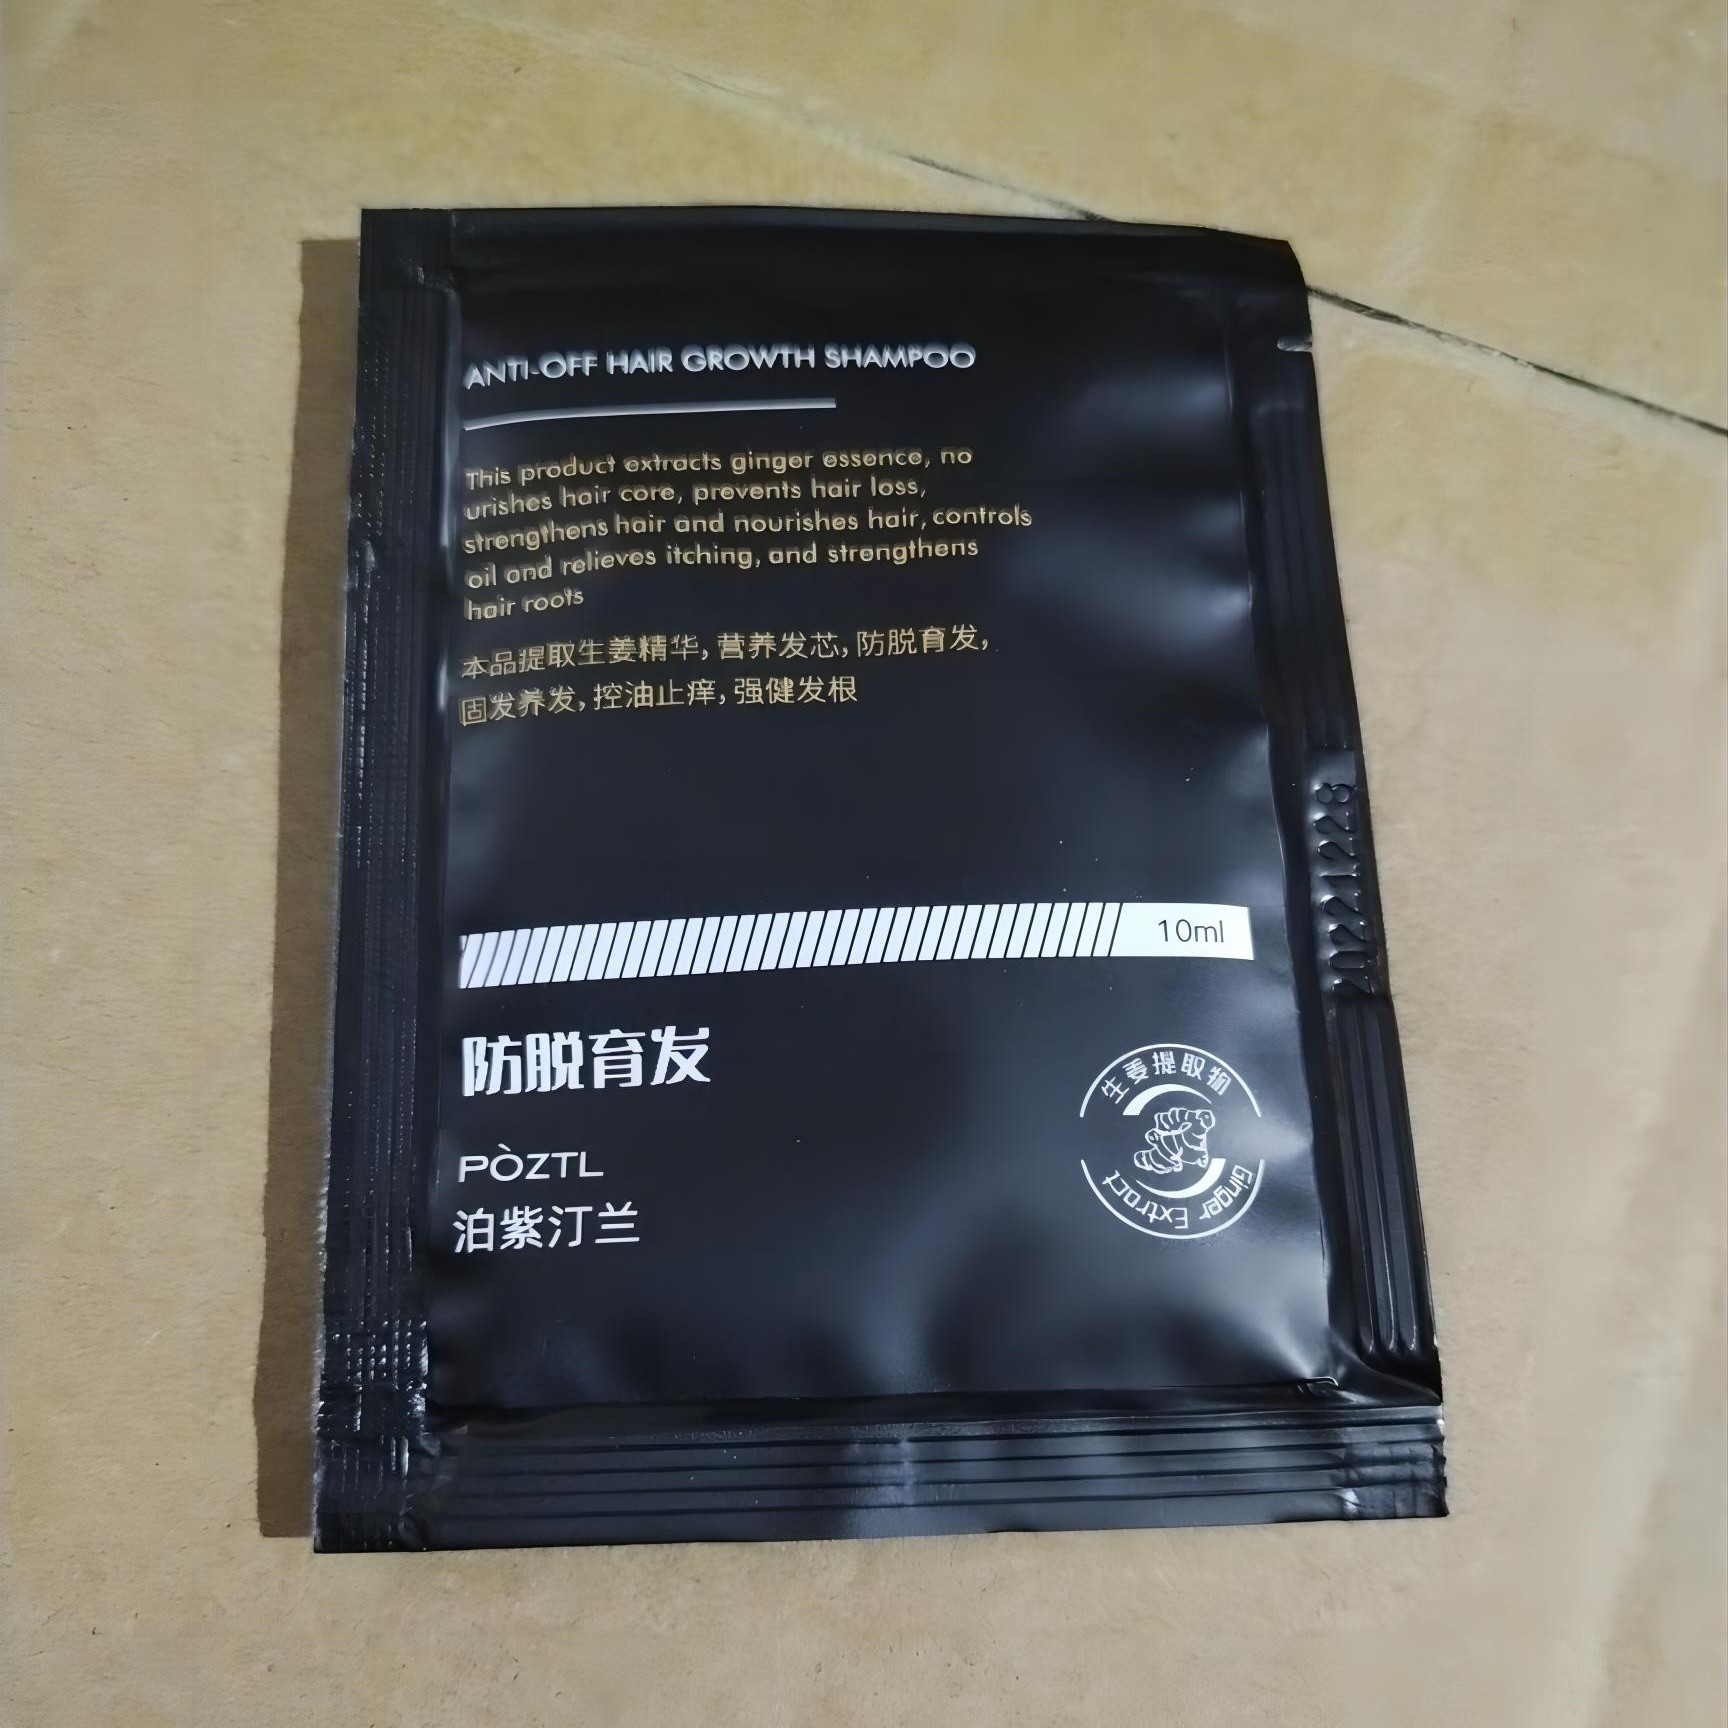 ANTI-OFF HAIR GROWTH SHAMPOO
This product extracts ginger essence, no
urishes hair core, prevents hair loss,
strengthens hair and nourishes hair, controls
oil and relieves itching, and strengthens
hair roots
本品提取生姜精华,营养发芯,防脱育发,
固发养发,控油止痒,强健发根
20221228
10ml
防脱育发
PÒZTL
泊紫汀兰
生姜提取物
Ginger Extract